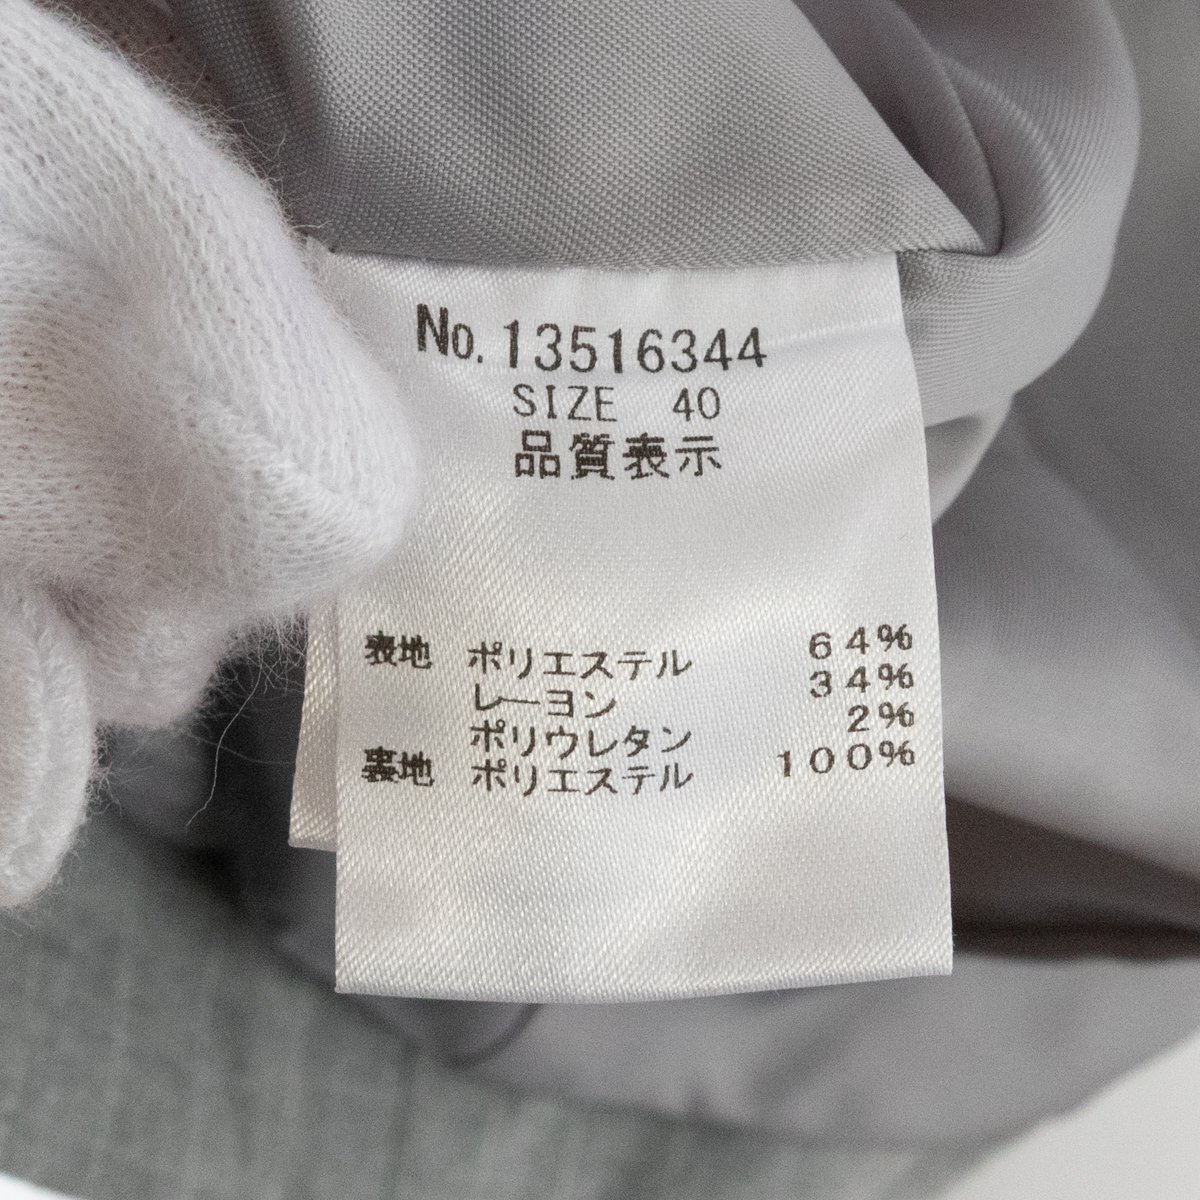 No.13516344
SIZE 40
品質表示
表地 ポリエステル 64%
レーヨン 34%
ポリウレタン 2%
裏地 ポリエステル 100%